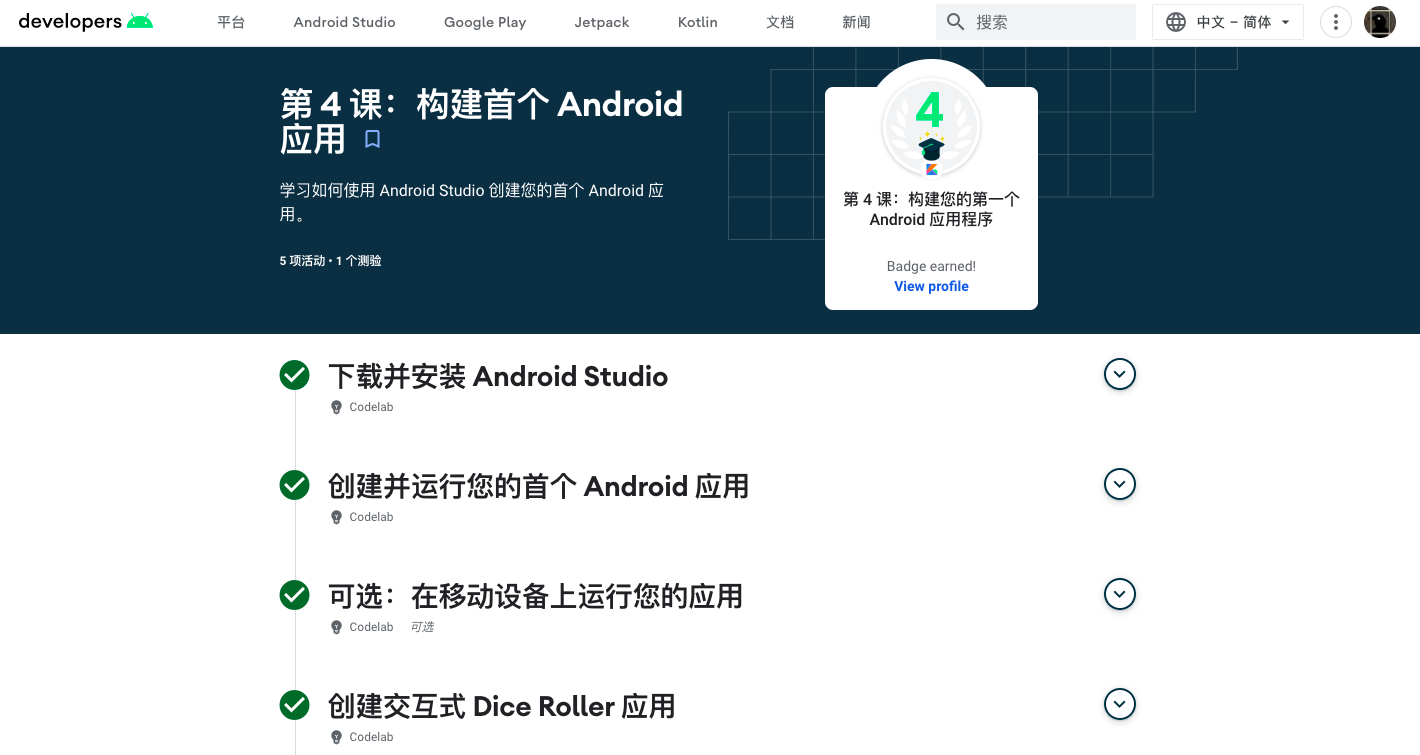 developers
平台
Android Studio
Google Play
Jetpack
Kotlin
文档
新闻
搜索
中文 – 简体
第 4 课：构建首个 Android
应用
学习如何使用 Android Studio 创建您的首个 Android 应
用。
5 项活动 • 1 个测验
4
第 4 课：构建您的第一个
Android 应用程序
Badge earned!
View profile
下载并安装 Android Studio
Codelab
创建并运行您的首个 Android 应用
Codelab
可选：在移动设备上运行您的应用
Codelab 可选
创建交互式 Dice Roller 应用
Codelab